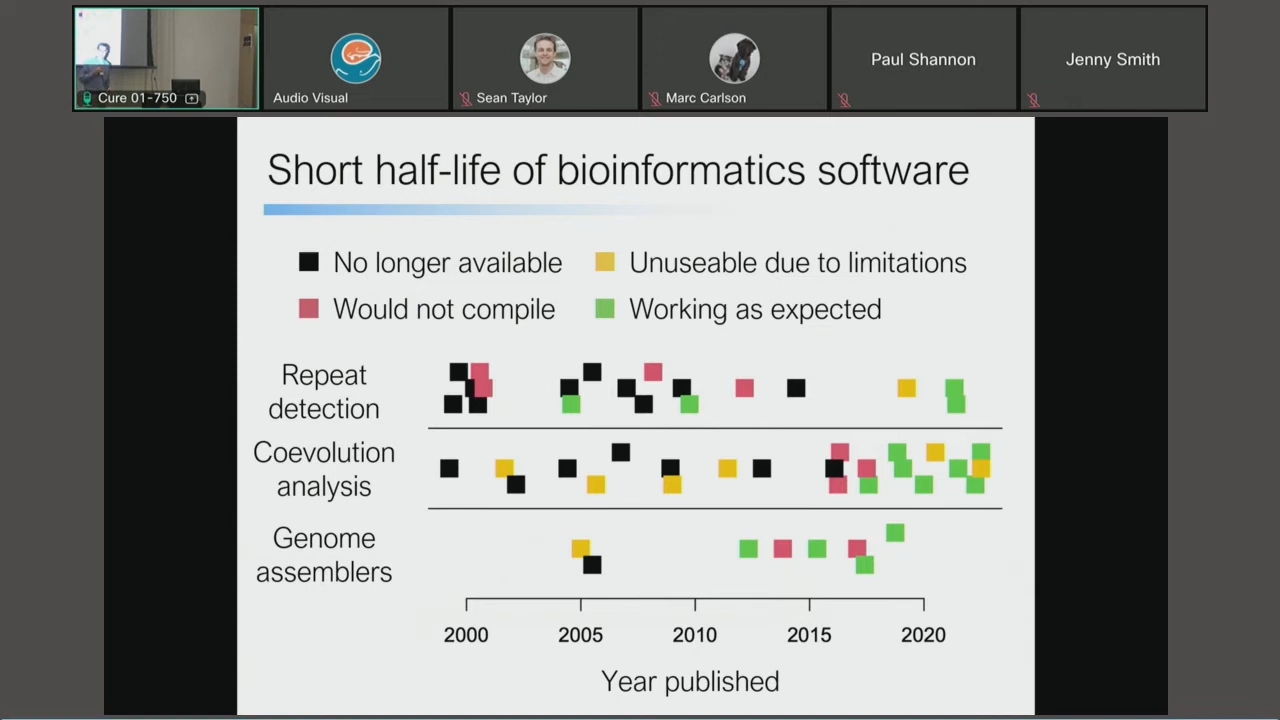 Cure 01-750
Audio Visual
Sean Taylor
Marc Carlson
Paul Shannon
Jenny Smith
Short half-life of bioinformatics software
No longer available
Unuseable due to limitations
Would not compile
Working as expected
Repeat
detection
Coevolution
analysis
Genome
assemblers
2000 2005 2010 2015 2020
Year published